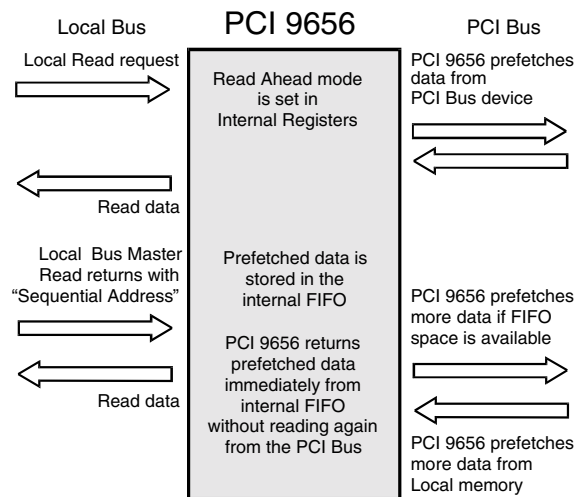 Local Bus
PCI 9656
PCI Bus
Local Read request
Read Ahead mode
is set in
Internal Registers
PCI 9656 prefetches
data from
PCI Bus device
Read data
Local Bus Master
Read returns with
“Sequential Address”
Prefetched data is
stored in the
internal FIFO
PCI 9656 prefetches
more data if FIFO
space is available
PCI 9656 returns
prefetched data
immediately from
internal FIFO
without reading again
from the PCI Bus
Read data
PCI 9656 prefetches
more data from
Local memory